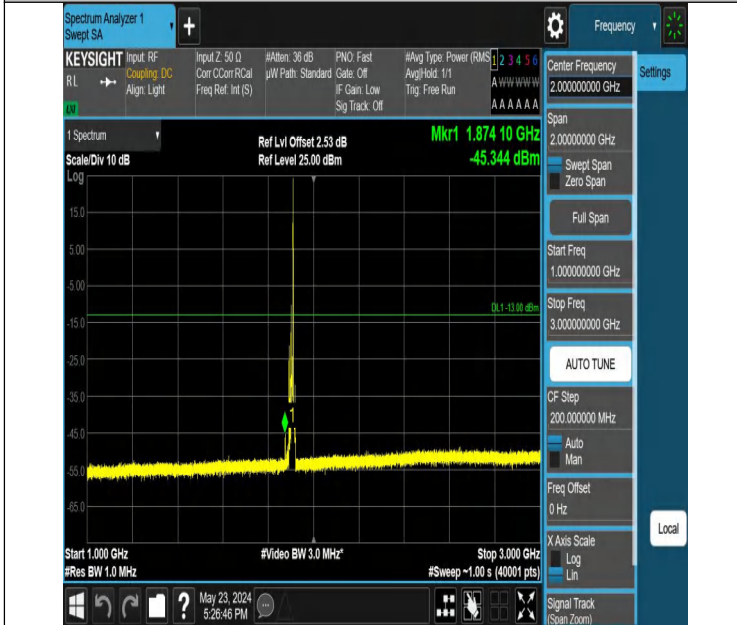 Spectrum Analyzer 1
Swept SA
+
Frequency
KEYSIGHT
RL
Input: RF
Coupling: DC
Align: Light
Input Z: 50 Ω
Corr CCorr RCal
Freq Ref: Int (S)
#Atten: 36 dB
µW Path: Standard
PNO: Fast
Gate: Off
IF Gain: Low
Sig Track: Off
#Avg Type: Power (RMS
Avg|Hold: 1/1
Trig: Free Run
1 2 3 4 5 6
A W W W W W
A A A A A A
1 Spectrum
Scale/Div 10 dB
Ref Lvl Offset 2.53 dB
Ref Level 25.00 dBm
Mkr1 1.874 10 GHz
-45.344 dBm
Log
15.0
5.00
-5.00
-15.0
-25.0
-35.0
-45.0
-55.0
-65.0
DL1 -13.00 dBm
1
Start 1.000 GHz
#Res BW 1.0 MHz
#Video BW 3.0 MHz*
Stop 3.000 GHz
#Sweep ~1.00 s (40001 pts)
?
May 23, 2024
5:26:46 PM
Center Frequency
2.000000000 GHz
Settings
Span
2.00000000 GHz
Swept Span
Zero Span
Full Span
Start Freq
1.000000000 GHz
Stop Freq
3.000000000 GHz
AUTO TUNE
CF Step
200.000000 MHz
Auto
Man
Freq Offset
0 Hz
X Axis Scale
Log
Lin
Local
Signal Track
(Span Zoom)